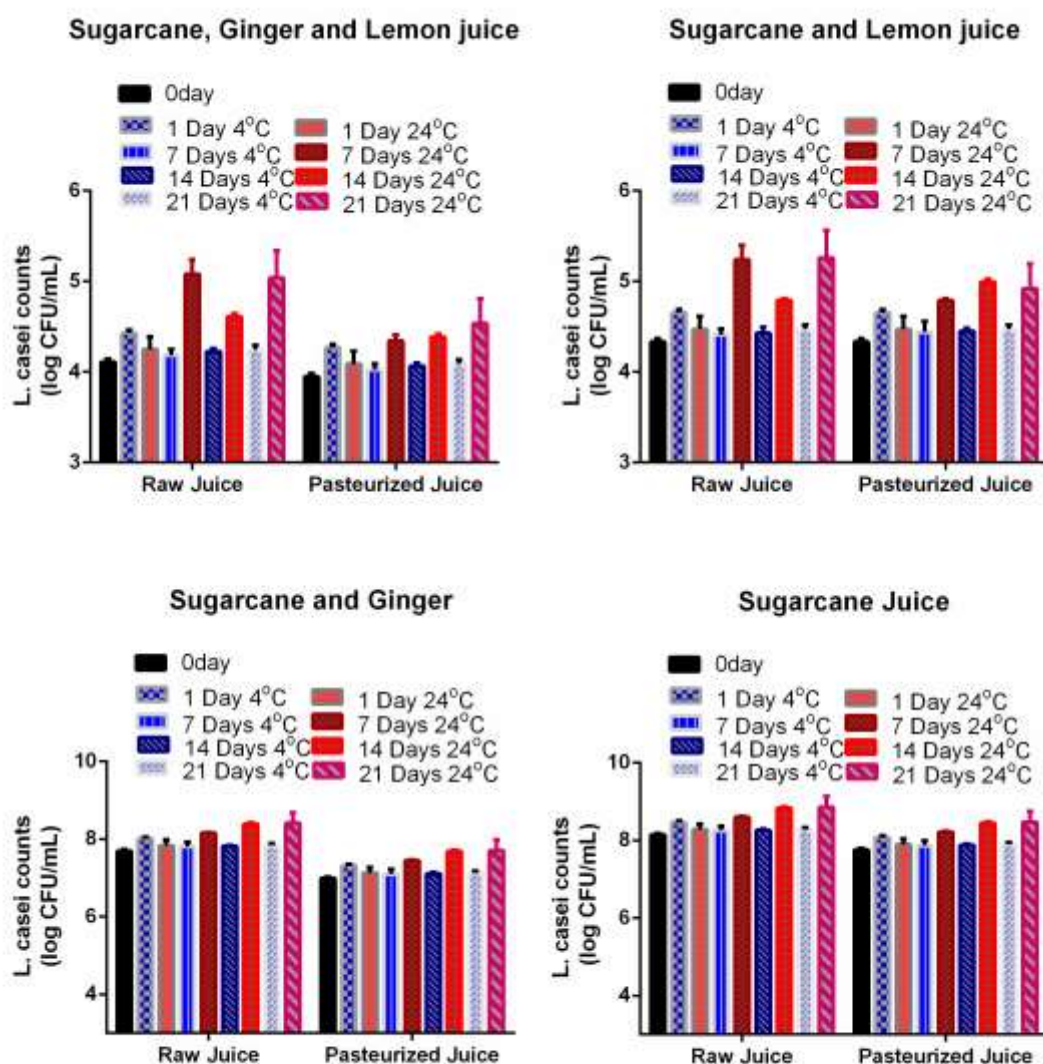 Sugarcane, Ginger and Lemon juice
0day
1 Day 4°C 1 Day 24°C
7 Days 4°C 7 Days 24°C
14 Days 4°C 14 Days 24°C
21 Days 4°C 21 Days 24°C
L. casei counts
(log CFU/mL)
6
5
4
3
Raw Juice Pasteurized Juice
Sugarcane and Lemon juice
0day
1 Day 4°C 1 Day 24°C
7 Days 4°C 7 Days 24°C
14 Days 4°C 14 Days 24°C
21 Days 4°C 21 Days 24°C
L. casei counts
(log CFU/mL)
6
5
4
3
Raw Juice Pasteurized Juice
Sugarcane and Ginger
0day
1 Day 4°C 1 Day 24°C
7 Days 4°C 7 Days 24°C
14 Days 4°C 14 Days 24°C
21 Days 4°C 21 Days 24°C
L. casei counts
(log CFU/mL)
10
8
6
4
Raw Juice Pasteurized Juice
Sugarcane Juice
0day
1 Day 4°C 1 Day 24°C
7 Days 4°C 7 Days 24°C
14 Days 4°C 14 Days 24°C
21 Days 4°C 21 Days 24°C
L. casei counts
(log CFU/mL)
10
8
6
4
Raw Juice Pasteurized Juice